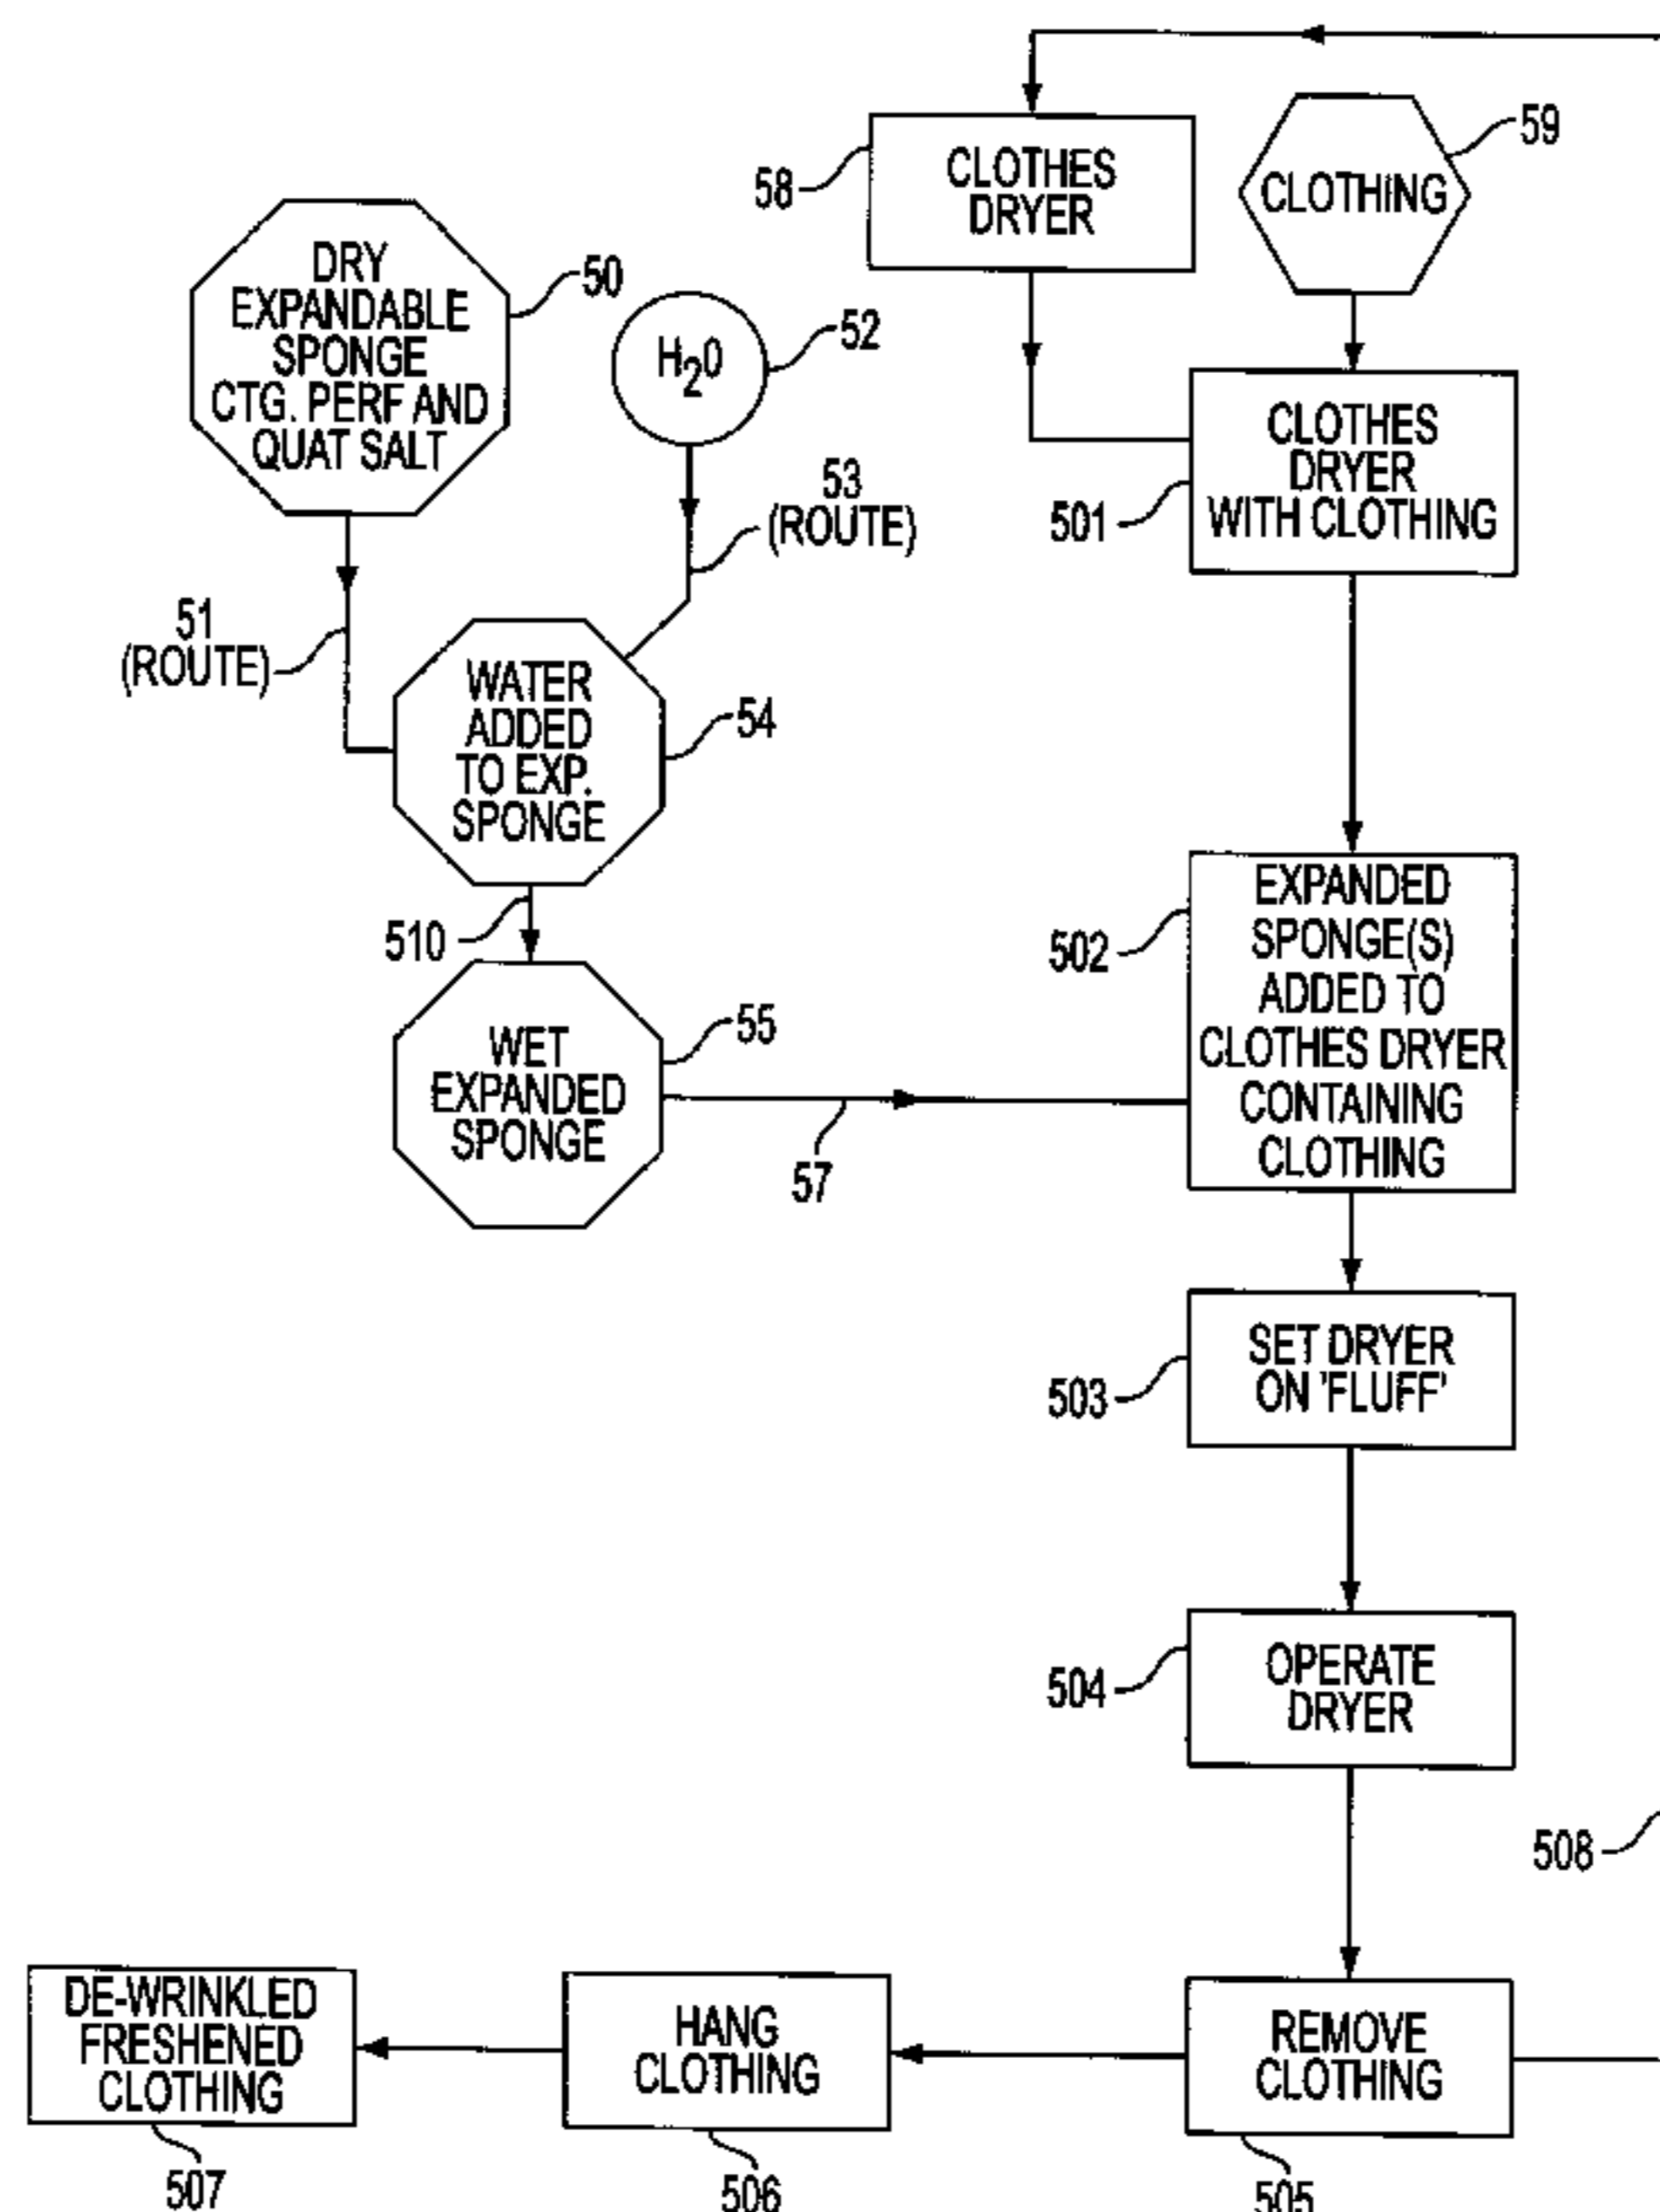 CLOTHES
DRYER
58
CLOTHING
59
DRY
EXPANDABLE
SPONGE
CTG. PERF AND
QUAT SALT
50
H₂0
52
53
(ROUTE)
CLOTHES
DRYER
WITH CLOTHING
501
51
(ROUTE)
WATER
ADDED
TO EXP.
SPONGE
54
510
WET
EXPANDED
SPONGE
55
57
EXPANDED
SPONGE(S)
ADDED TO
CLOTHES DRYER
CONTAINING
CLOTHING
502
SET DRYER
ON 'FLUFF'
503
OPERATE
DRYER
504
508
REMOVE
CLOTHING
505
HANG
CLOTHING
506
DE-WRINKLED
FRESHENED
CLOTHING
507